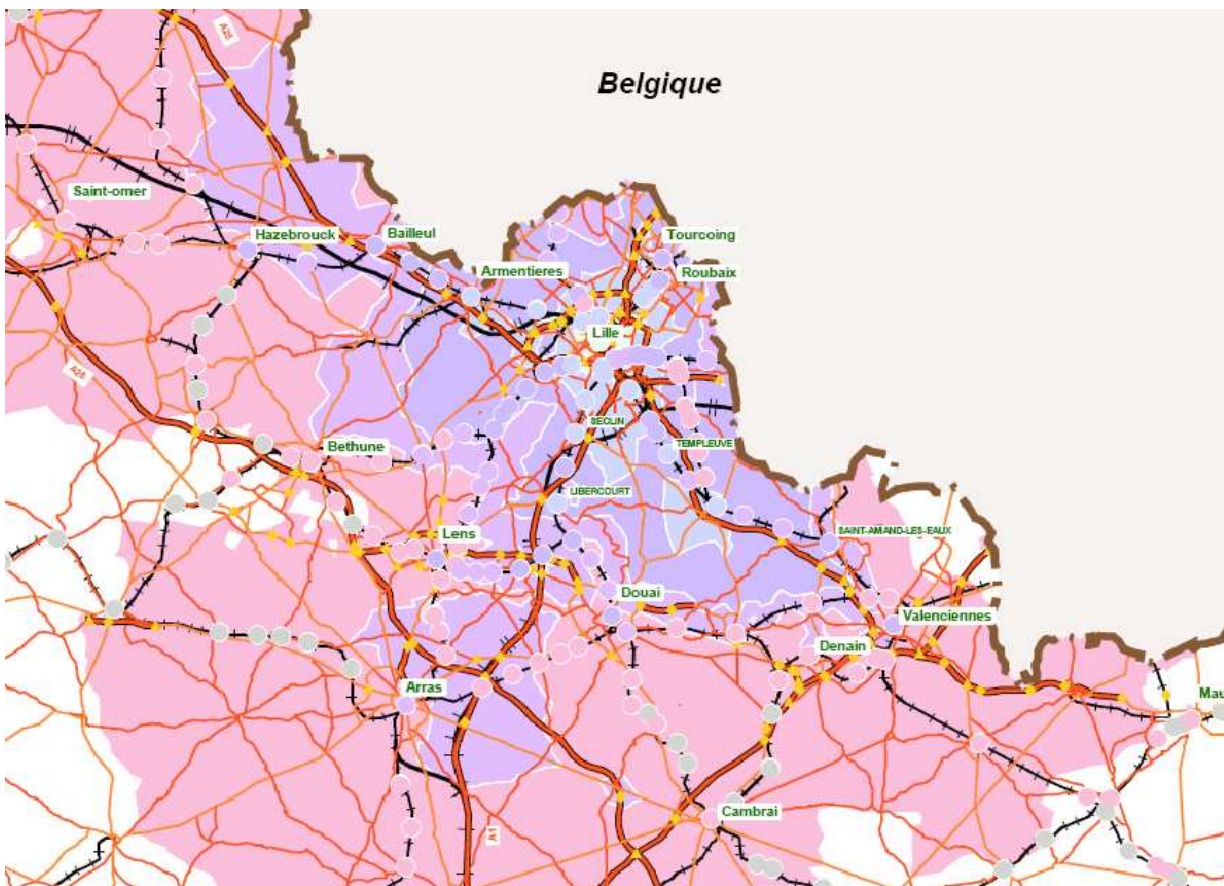 A25
Belgique
Saint-omer
Hazebrouck
Bailleul
Tourcoing
Armentieres
Roubaix
Lille
A26
SECLIN
Bethune
TEMPLEUVE
LIBERCOURT
Lens
SAINT-AMAND-LES-EAUX
Douai
Valenciennes
Denain
Arras
Mau
Cambrai
A1